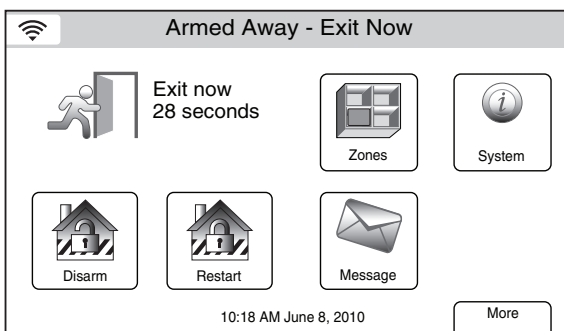 Armed Away - Exit Now
Exit now
28 seconds
Zones
System
Disarm
Restart
Message
10:18 AM June 8, 2010
More